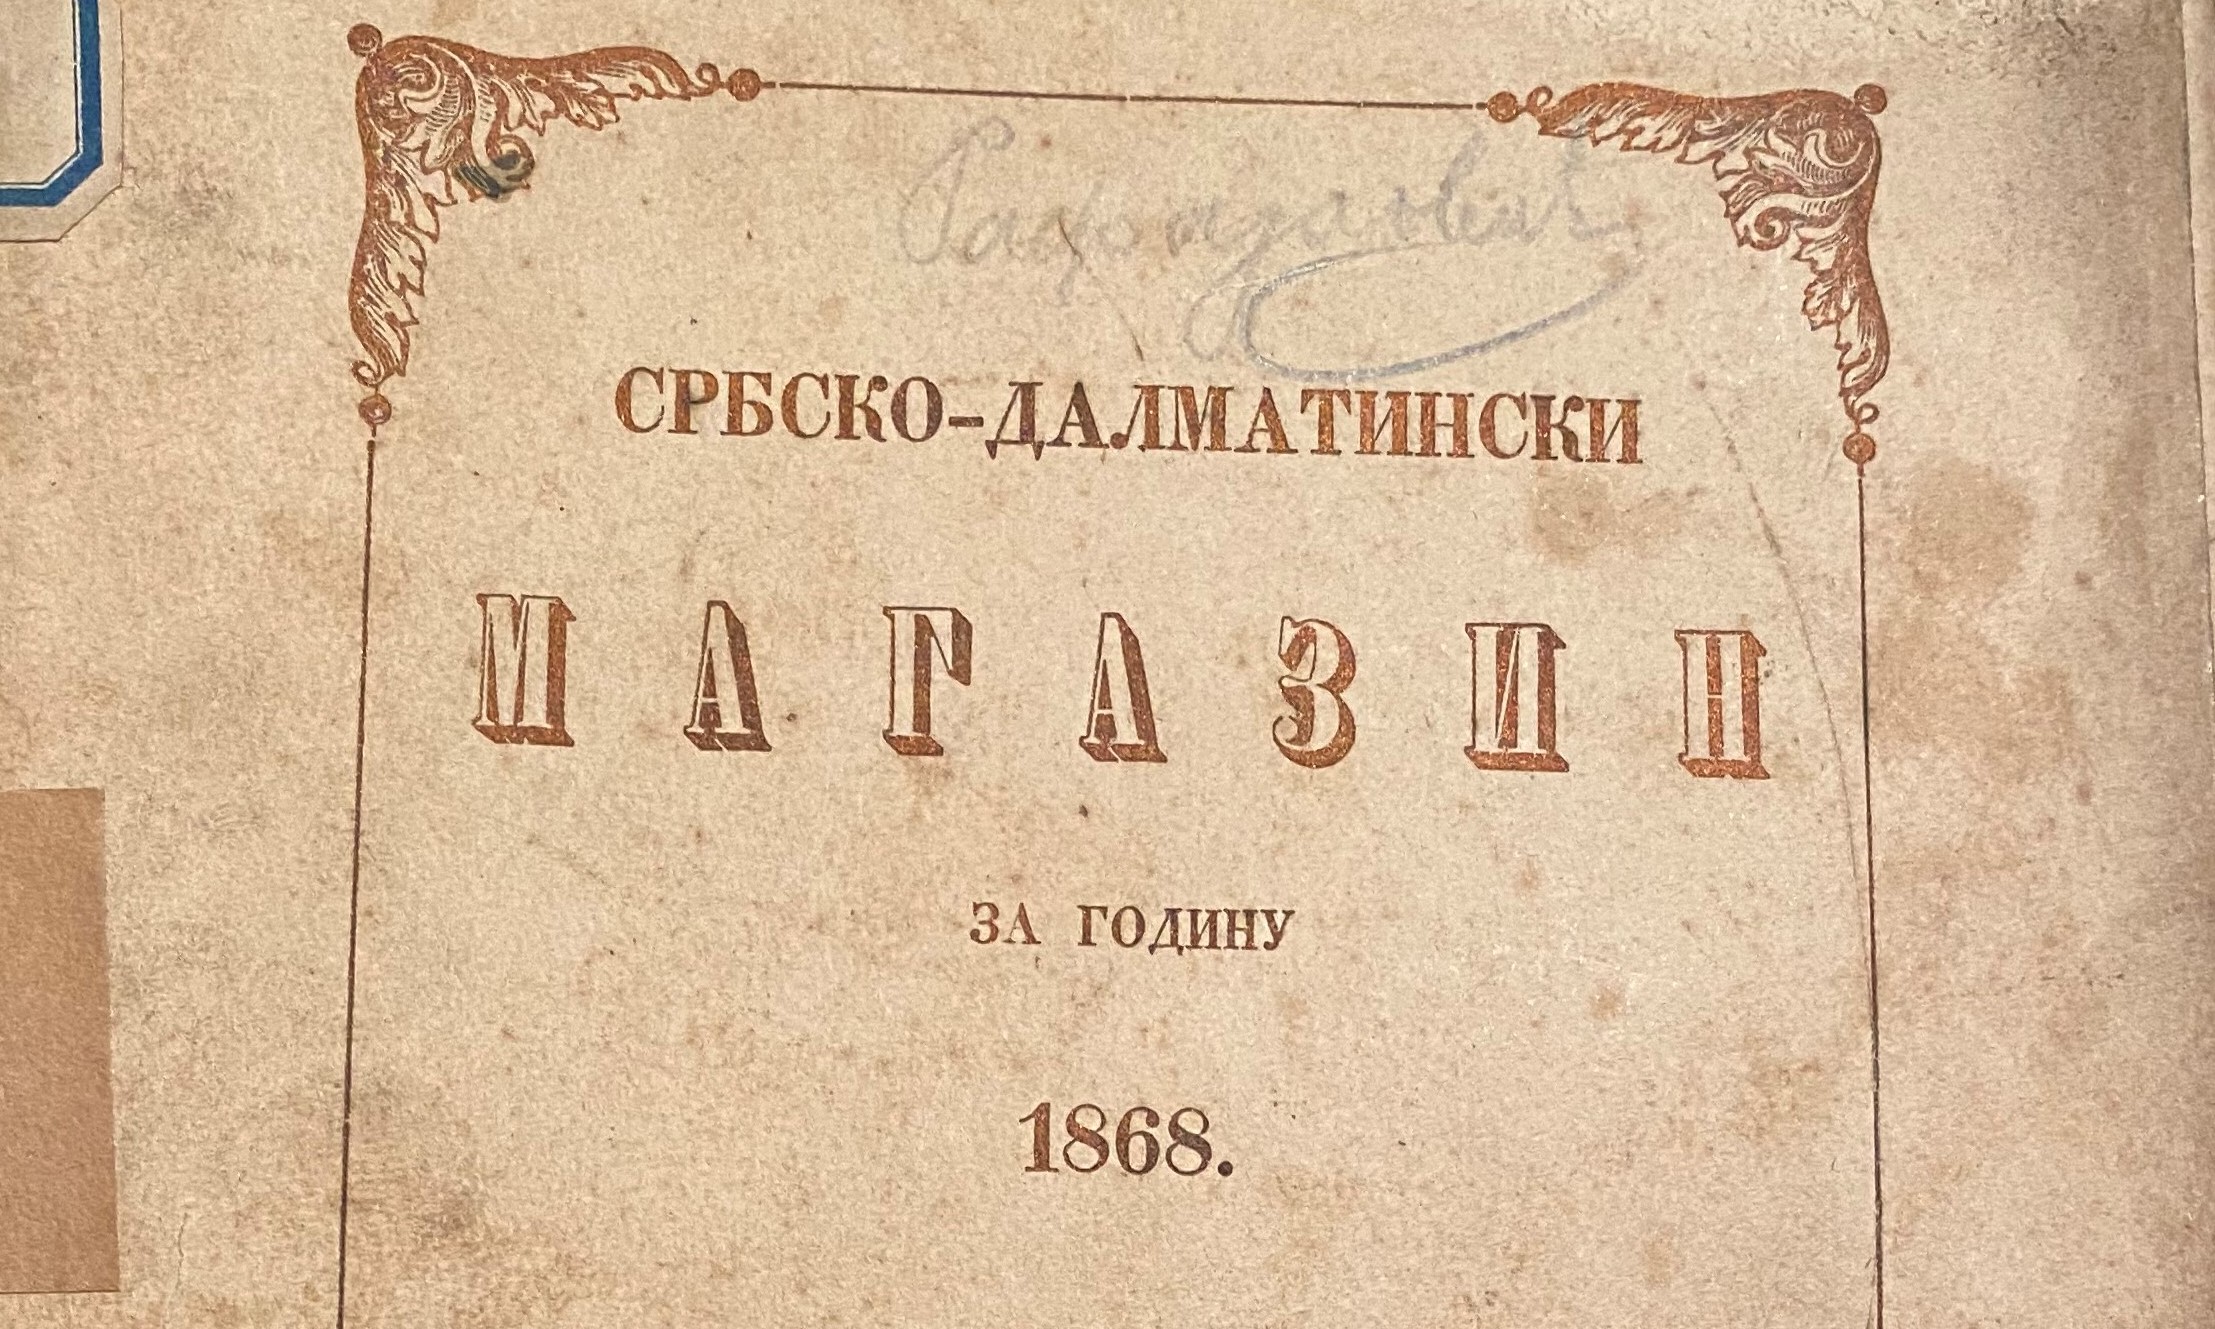 СРБСКО-ДАЛМАТИНСКИ
МАГАЗИН
ЗА ГОДИНУ
1868.